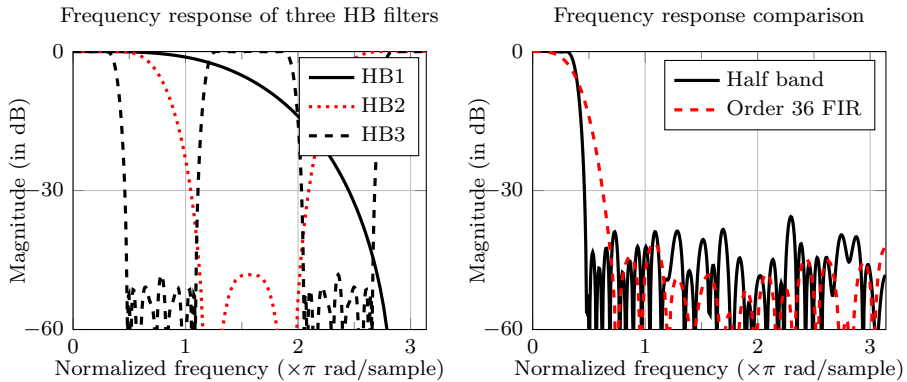 Frequency response of three HB filters
0
−30
−60
Magnitude (in dB)
HB1
HB2
HB3
0
1
2
3
Normalized frequency (×π rad/sample)
Frequency response comparison
0
−30
−60
Magnitude (in dB)
Half band
Order 36 FIR
0
1
2
3
Normalized frequency (×π rad/sample)